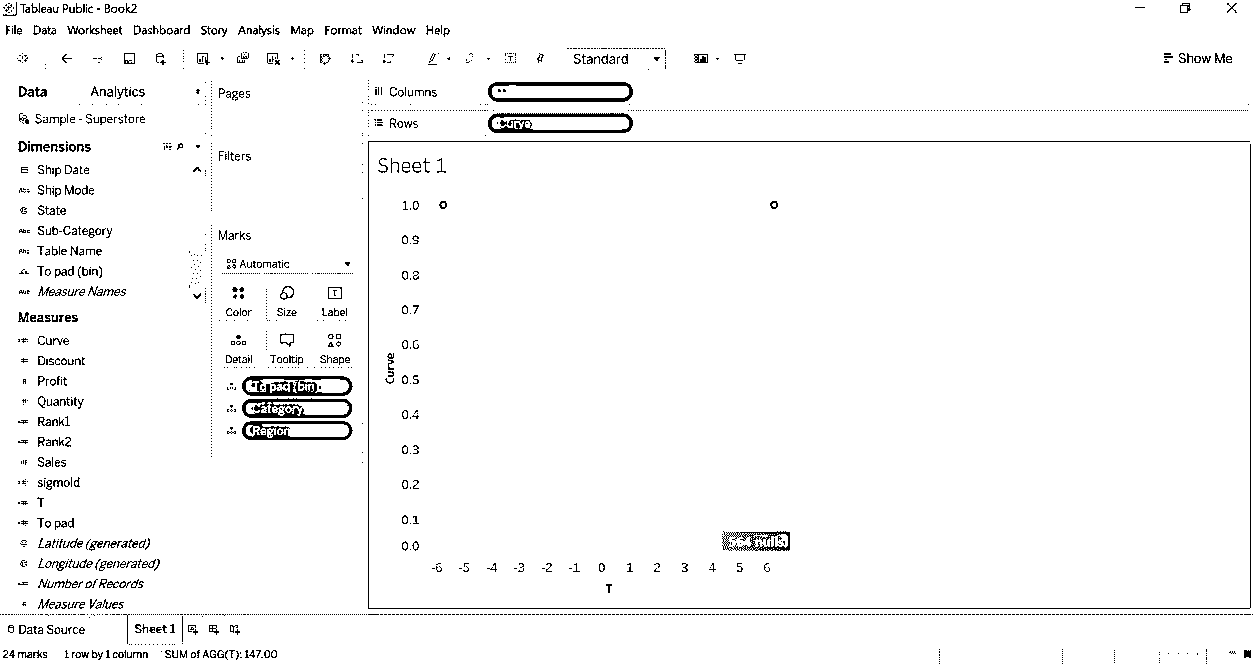 Tableau Public - Book2
File Data Worksheet Dashboard Story Analysis Map Format Window Help
Standard
Show Me
Data Analytics
Pages
Columns
Sample - Superstore
Rows
Curve
Dimensions
Filters
Ship Date
Sheet 1
Ship Mode
State
Abc Sub-Category
Table Name
To pad (bin)
Measure Names
Marks
Automatic
Color Size Label
Detail Tooltip Shape
To pad (bin)
Category
Region
Measures
Curve
Discount
Profit
Quantity
Rank1
Rank2
Sales
sigmoId
T
To pad
Latitude (generated)
Longitude (generated)
Number of Records
Measure Values
1.0
0.9
0.8
0.7
0.6
0.5
0.4
0.3
0.2
0.1
0.0
Curve
-6 -5 -4 -3 -2 -1 0 1 2 3 4 5 6
T
Data Source Sheet 1
24 marks 1 row by 1 column SUM of AGG(T): 147.00